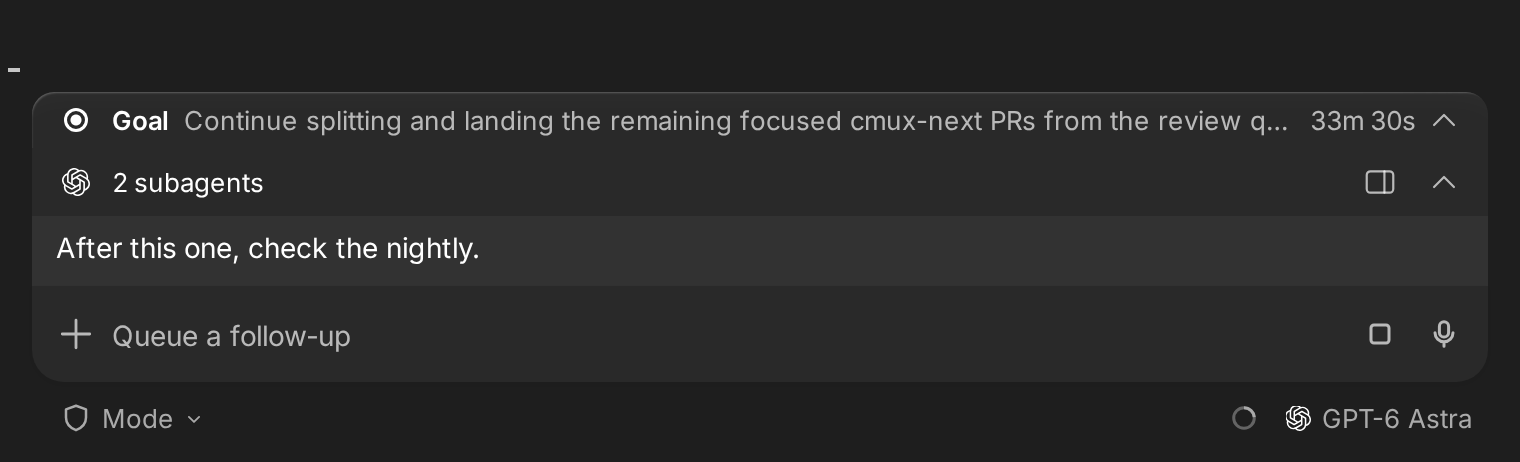 Goal Continue splitting and landing the remaining focused cmux-next PRs from the review q... 33m 30s
2 subagents
After this one, check the nightly.
Queue a follow-up
Mode GPT-6 Astra